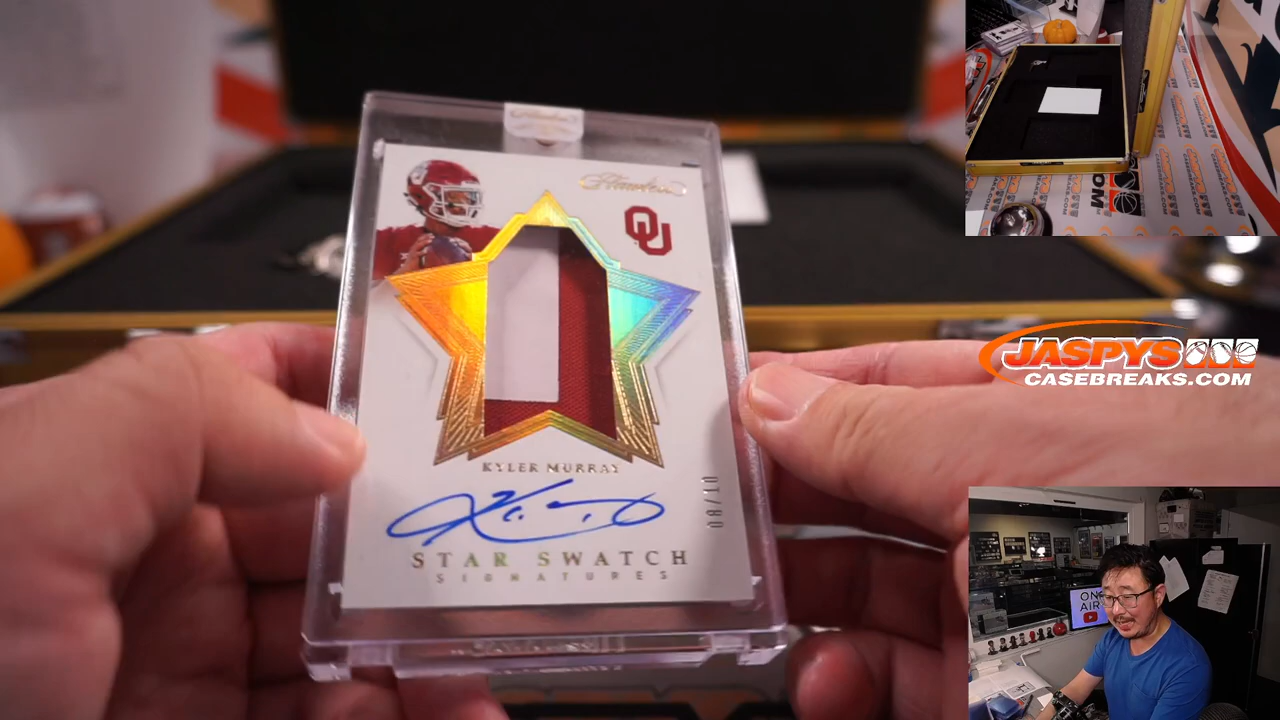 Flawless
OU
KYLER MURRAY
08/10
STAR SWATCH
SIGNATURES
JASPYS
CASEBREAKS.COM
ON
AIR